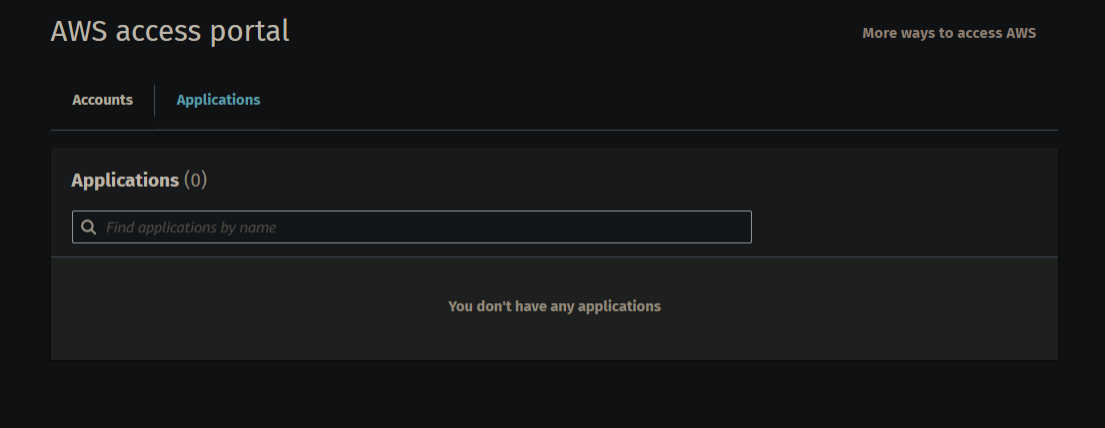 AWS access portal
More ways to access AWS
Accounts
Applications
Applications (0)
Find applications by name
You don't have any applications